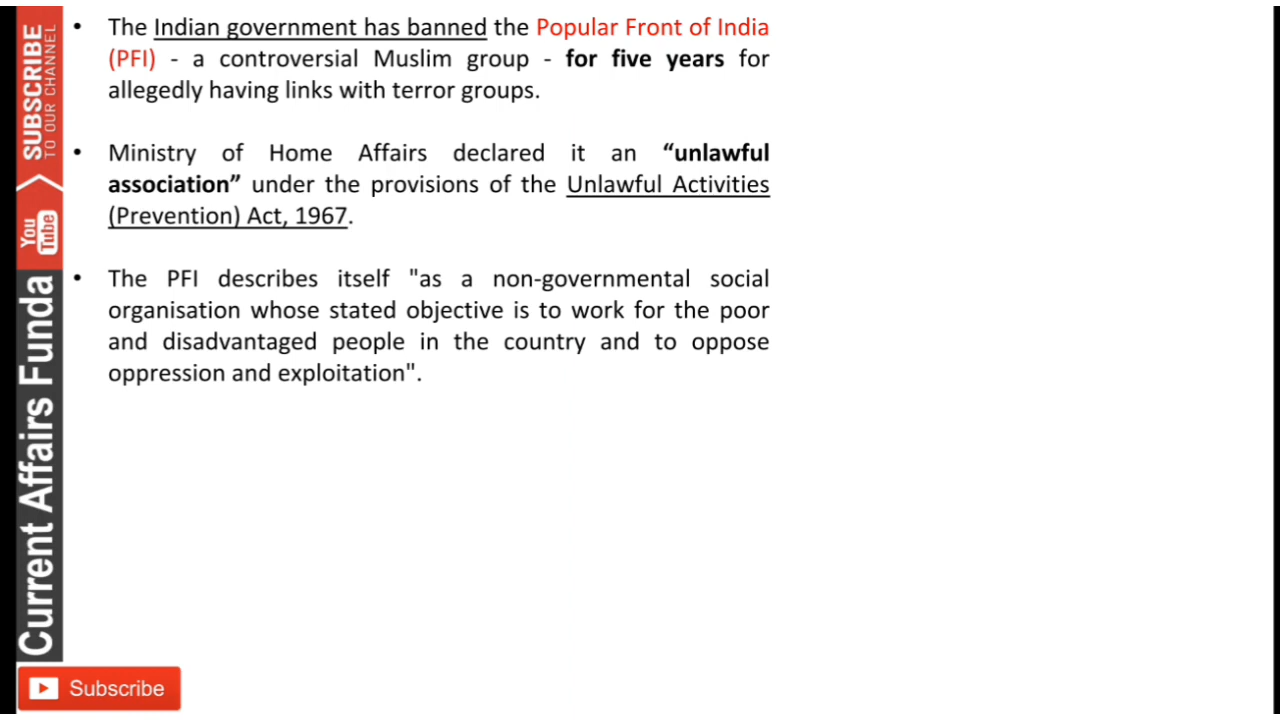 • The Indian government has banned the Popular Front of India
(PFI) - a controversial Muslim group - for five years for
allegedly having links with terror groups.
• Ministry of Home Affairs declared it an “unlawful
association” under the provisions of the Unlawful Activities
(Prevention) Act, 1967.
• The PFI describes itself "as a non-governmental social
organisation whose stated objective is to work for the poor
and disadvantaged people in the country and to oppose
oppression and exploitation".
SUBSCRIBE
TO OUR CHANNEL
You
Tube
Current Affairs Funda
Subscribe